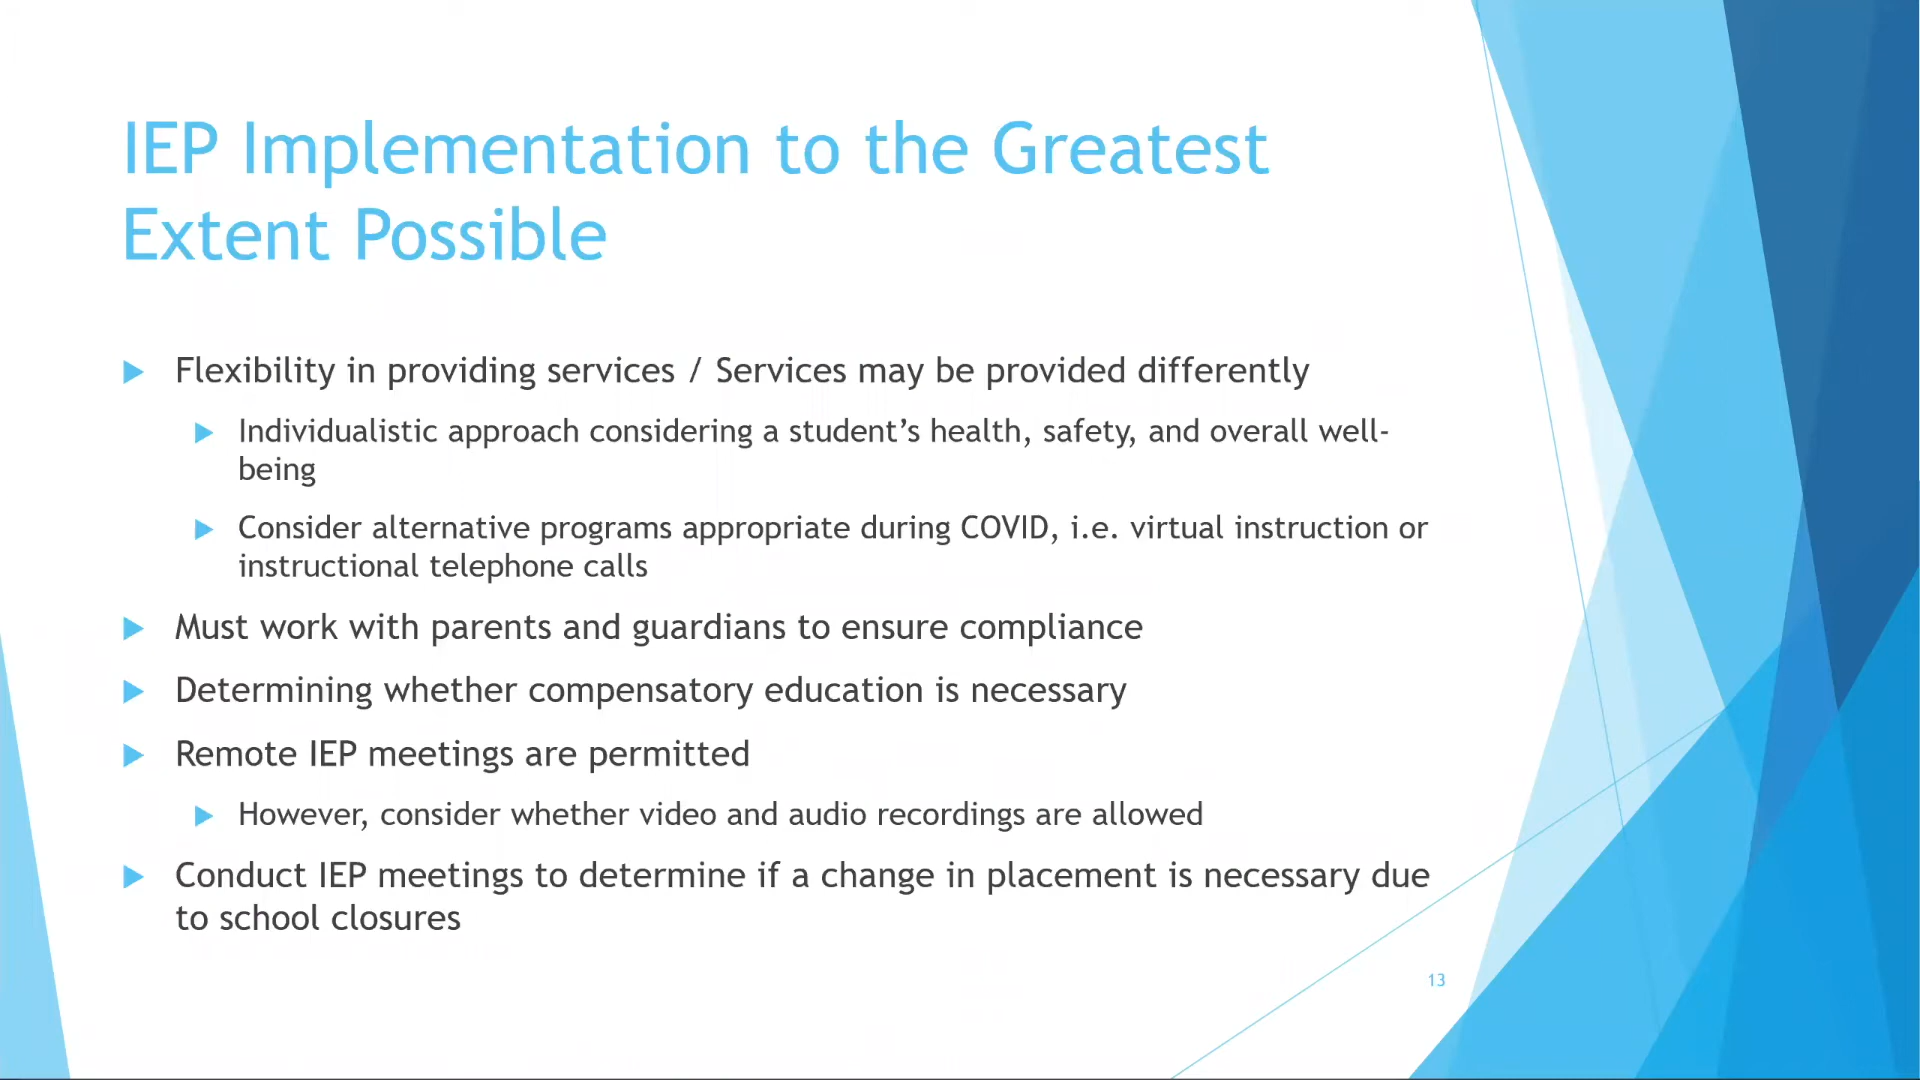 IEP Implementation to the Greatest
Extent Possible
Flexibility in providing services / Services may be provided differently
Individualistic approach considering a student’s health, safety, and overall well-
being
Consider alternative programs appropriate during COVID, i.e. virtual instruction or
instructional telephone calls
Must work with parents and guardians to ensure compliance
Determining whether compensatory education is necessary
Remote IEP meetings are permitted
However, consider whether video and audio recordings are allowed
Conduct IEP meetings to determine if a change in placement is necessary due
to school closures
13